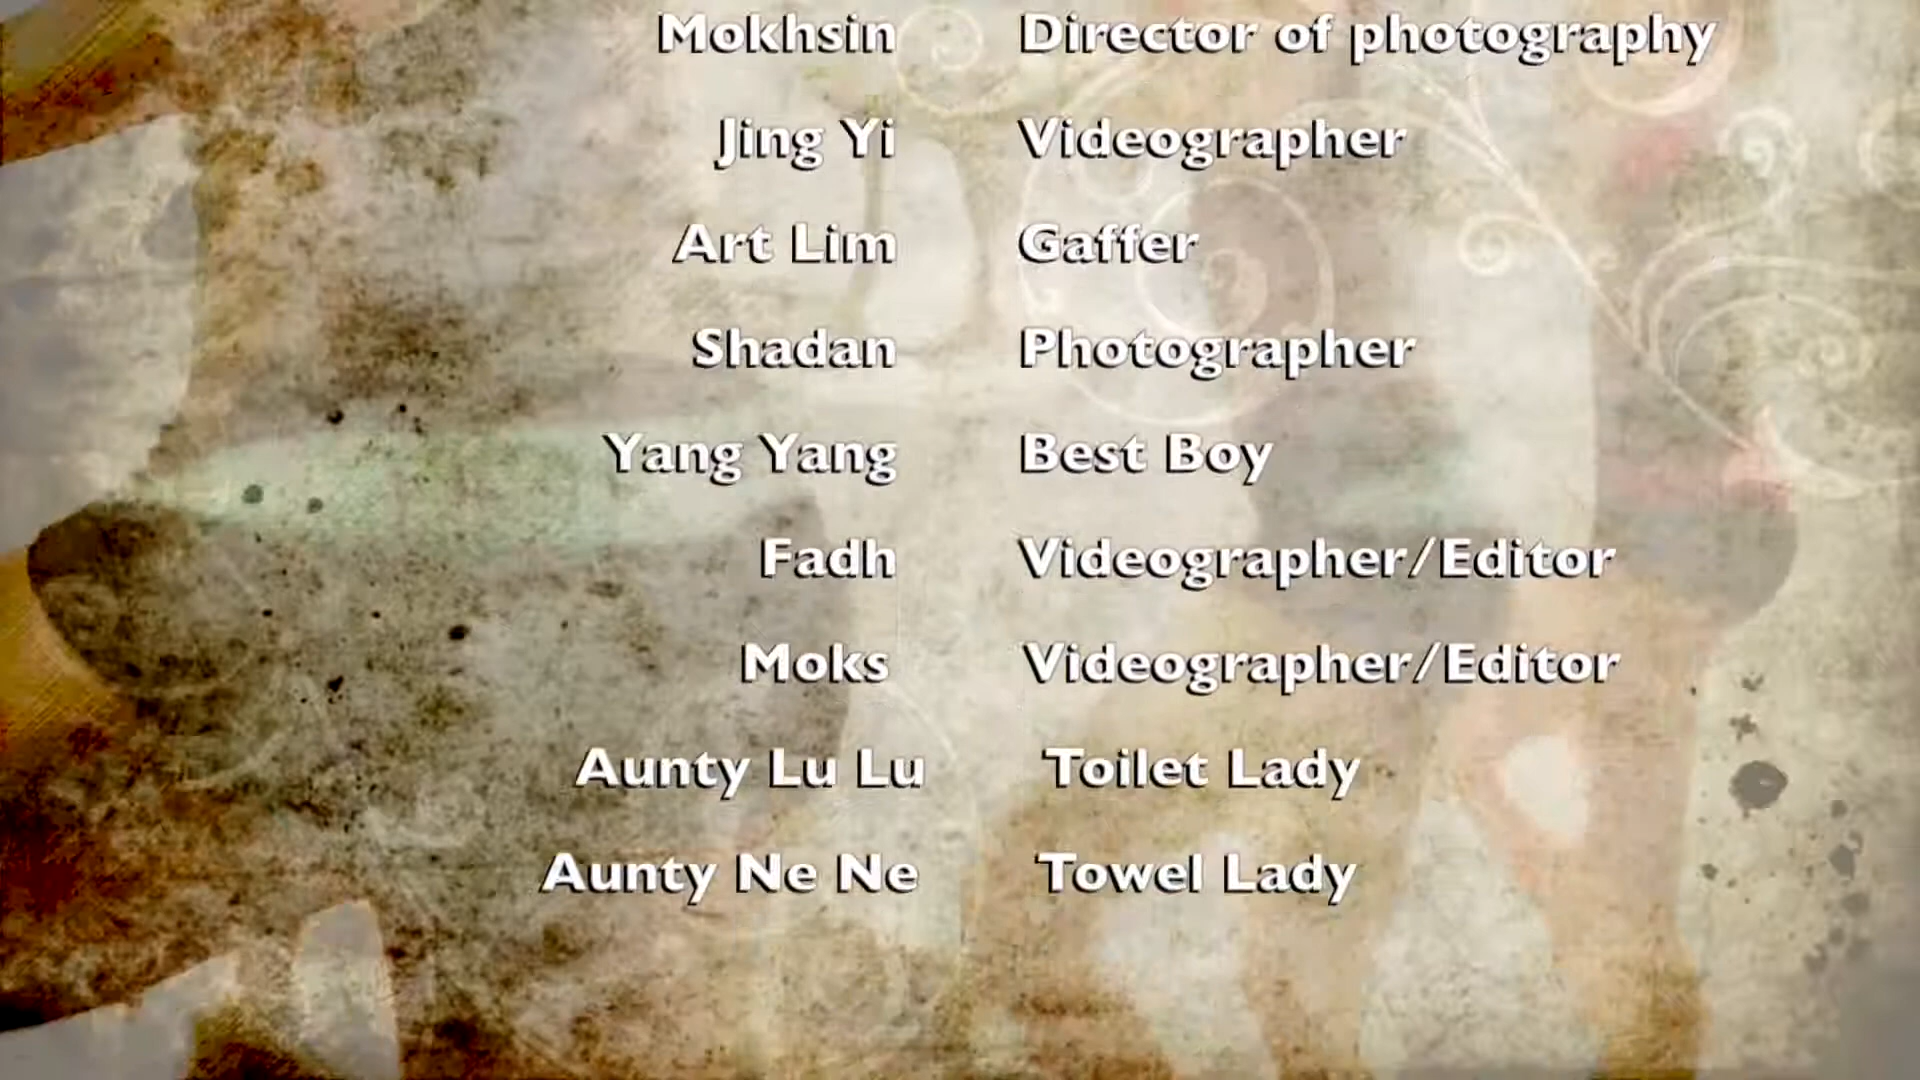 Mokhsin Director of photography
Jing Yi Videographer
Art Lim Gaffer
Shadan Photographer
Yang Yang Best Boy
Fadh Videographer/Editor
Moks Videographer/Editor
Aunty Lu Lu Toilet Lady
Aunty Ne Ne Towel Lady